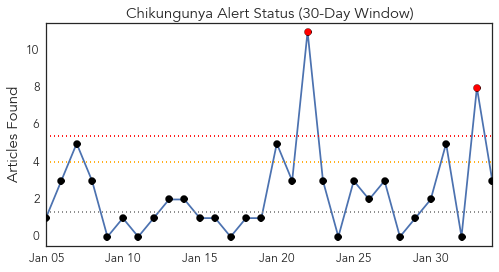 Chikungunya Alert Status (30-Day Window)
Articles Found
10
8
6
4
2
0
Jan 05 Jan 10 Jan 15 Jan 20 Jan 25 Jan 30